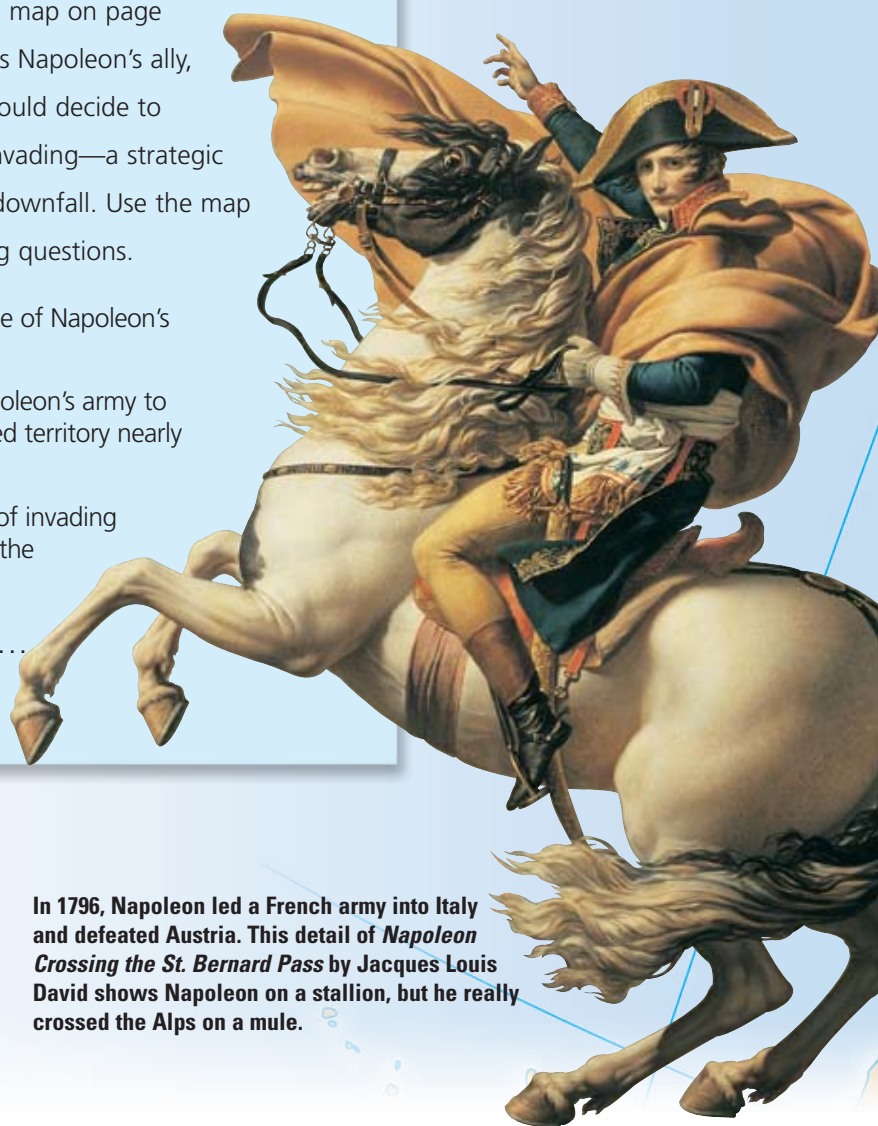 map on page
s Napoleon’s ally,
ould decide to
nvading—a strategic
downfall. Use the map
g questions.
e of Napoleon’s
oleon’s army to
ed territory nearly
of invading
the
...
In 1796, Napoleon led a French army into Italy
and defeated Austria. This detail of Napoleon
Crossing the St. Bernard Pass by Jacques Louis
David shows Napoleon on a stallion, but he really
crossed the Alps on a mule.